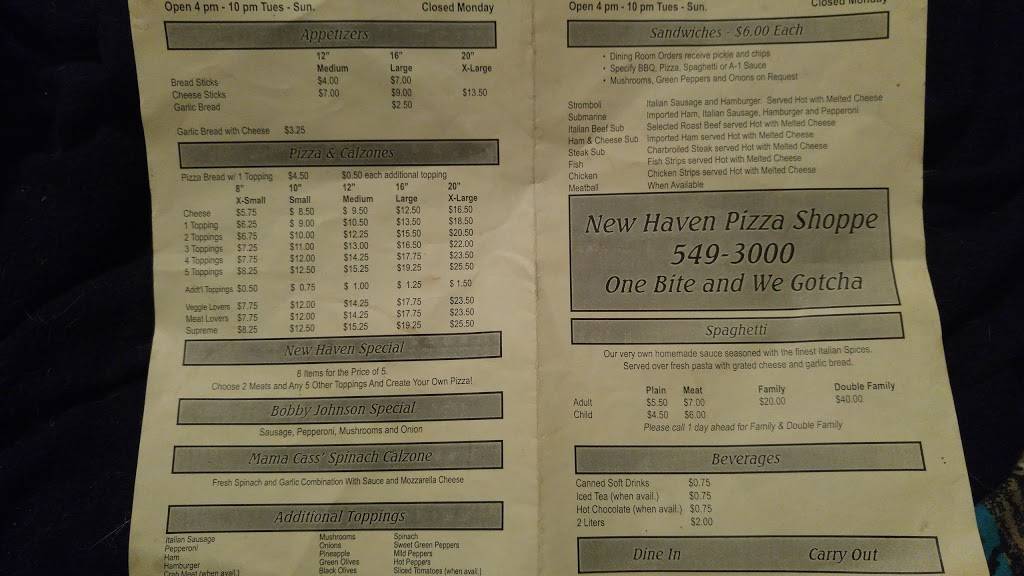 Open 4 pm - 10 pm Tues - Sun. Closed Monday
Appetizers
12" 16" 20"
Medium Large X-Large
Bread Sticks $4.00 $7.00
Cheese Sticks $7.00 $9.00 $13.50
Garlic Bread $2.50
Garlic Bread with Cheese $3.25
Pizza & Calzones
Pizza Bread w/ 1 Topping $4.50 $0.50 each additional topping
8" 10" 12" 16" 20"
X-Small Small Medium Large X-Large
Cheese $5.75 $ 8.50 $ 9.50 $12.50 $16.50
1 Topping $6.25 $ 9.00 $10.50 $13.50 $18.50
2 Toppings $6.75 $10.00 $12.25 $15.50 $20.50
3 Toppings $7.25 $11.00 $13.00 $16.50 $22.00
4 Toppings $7.75 $12.00 $14.25 $17.75 $23.50
5 Toppings $8.25 $12.50 $15.25 $19.25 $25.50
Addt'l Toppings $0.50 $ 0.75 $ 1.00 $ 1.25 $ 1.50
Veggie Lovers $7.75 $12.00 $14.25 $17.75 $23.50
Meat Lovers $7.75 $12.00 $14.25 $17.75 $23.50
Supreme $8.25 $12.50 $15.25 $19.25 $25.50
New Haven Special
8 Items for the Price of 5.
Choose 2 Meats and Any 5 Other Toppings And Create Your Own Pizza!
Bobby Johnson Special
Sausage, Pepperoni, Mushrooms and Onion
Mama Cass' Spinach Calzone
Fresh Spinach and Garlic Combination With Sauce and Mozzarella Cheese
Additional Toppings
Italian Sausage Mushrooms Spinach
Pepperoni Onions Sweet Green Peppers
Ham Pineapple Mild Peppers
Hamburger Green Olives Hot Peppers
Crab Meat (when avail.) Black Olives Sliced Tomatoes (when avail.)
Open 4 pm - 10 pm Tues - Sun. Closed Monday
Sandwiches - $6.00 Each
• Dining Room Orders receive pickle and chips
• Specify BBQ, Pizza, Spaghetti or A-1 Sauce
• Mushrooms, Green Peppers and Onions on Request
Stromboli Italian Sausage and Hamburger. Served Hot with Melted Cheese
Submarine Imported Ham, Italian Sausage, Hamburger and Pepperoni
Italian Beef Sub Selected Roast Beef served Hot with Melted Cheese
Ham & Cheese Sub Imported Ham served Hot with Melted Cheese
Steak Sub Charbroiled Steak served Hot with Melted Cheese
Fish Fish Strips served Hot with Melted Cheese
Chicken Chicken Strips served Hot with Melted Cheese
Meatball When Available
New Haven Pizza Shoppe
549-3000
One Bite and We Gotcha
Spaghetti
Our very own homemade sauce seasoned with the finest Italian Spices.
Served over fresh pasta with grated cheese and garlic bread.
Plain Meat Family Double Family
Adult $5.50 $7.00 $20.00 $40.00
Child $4.50 $6.00
Please call 1 day ahead for Family & Double Family
Beverages
Canned Soft Drinks $0.75
Iced Tea (when avail.) $0.75
Hot Chocolate (when avail.) $0.75
2 Liters $2.00
Dine In Carry Out